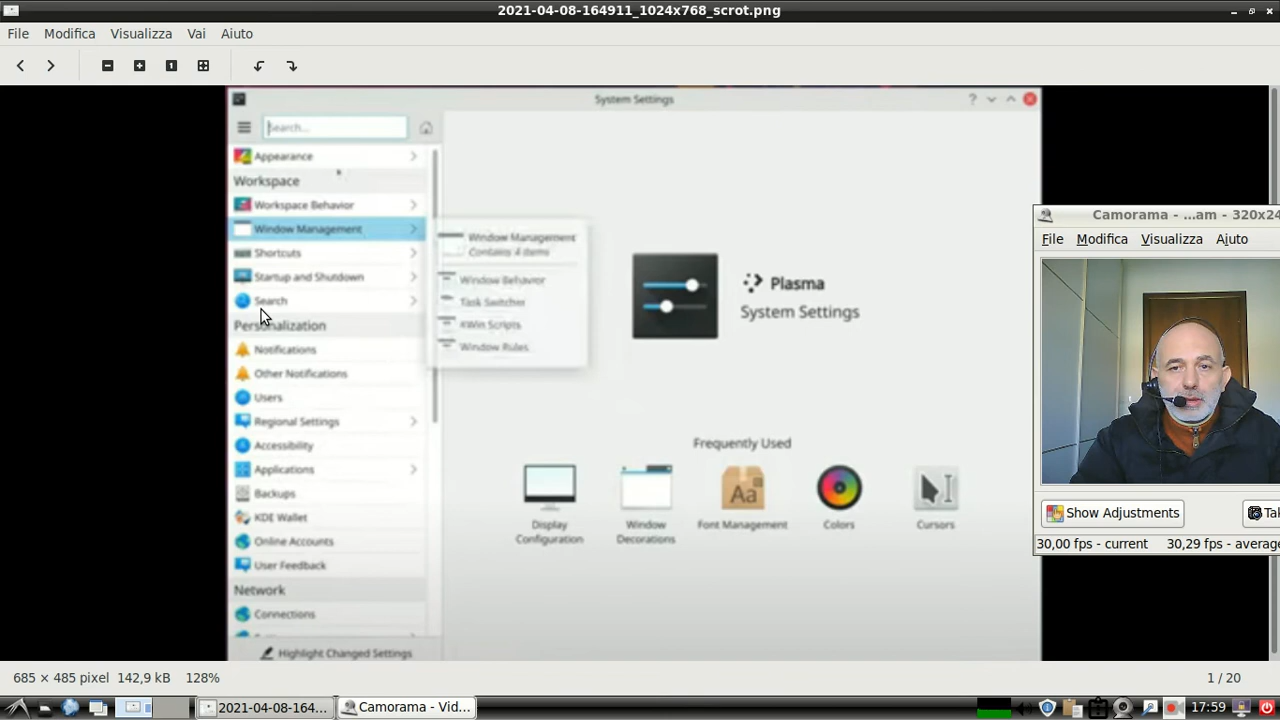 2021-04-08-164911_1024x768_scrot.png
File Modifica Visualizza Vai Aiuto
System Settings
Search...
Appearance
Workspace
Workspace Behavior
Window Management
Shortcuts
Startup and Shutdown
Search
Personalization
Notifications
Other Notifications
Users
Regional Settings
Accessibility
Applications
Backups
KDE Wallet
Online Accounts
User Feedback
Network
Connections
Highlight Changed Settings
Window Management
Contains 4 items
Window Behavior
Task Switcher
KWin Scripts
Window Rules
Plasma
System Settings
Frequently Used
Display
Configuration
Window
Decorations
Font Management
Colors
Cursors
Camorama - ...am - 320x24
File Modifica Visualizza Aiuto
Show Adjustments
Tak
30,00 fps - current 30,29 fps - average
685 × 485 pixel 142,9 kB 128%
1 / 20
2021-04-08-164...
Camorama - Vid...
17:59